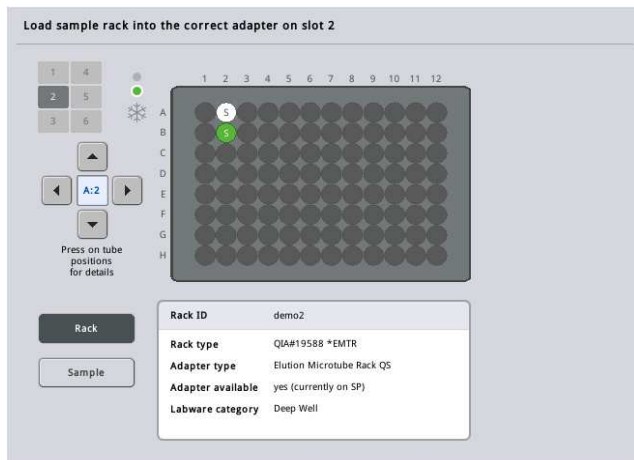 Load sample rack into the correct adapter on slot 2
1 4
2 5
3 6
1 2 3 4 5 6 7 8 9 10 11 12
A S
B S
C
D
E
F
G
H
A:2
Press on tube
positions
for details
Rack
Sample
Rack ID demo2
Rack type QIA#19588 *EMTR
Adapter type Elution Microtube Rack QS
Adapter available yes (currently on SP)
Labware category Deep Well